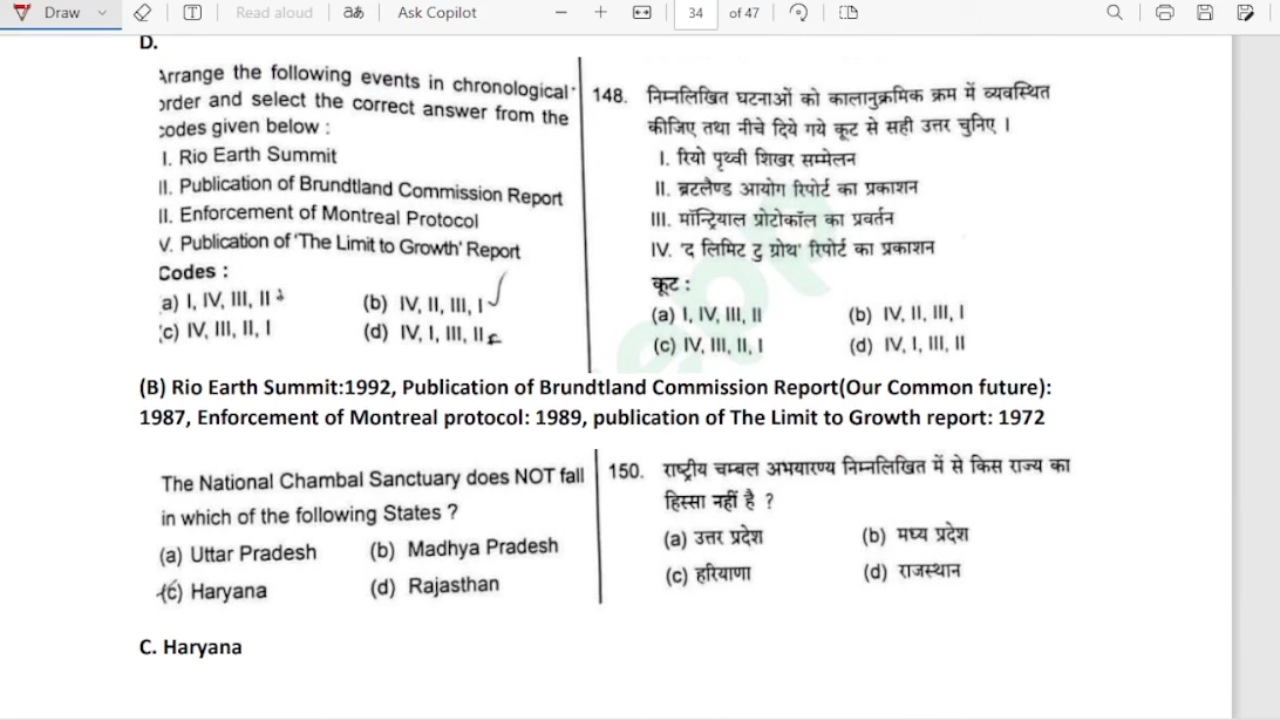 Draw
Read aloud
aあ
Ask Copilot
34
of 47
D.
Arrange the following events in chronological
order and select the correct answer from the
codes given below :
I. Rio Earth Summit
II. Publication of Brundtland Commission Report
II. Enforcement of Montreal Protocol
V. Publication of 'The Limit to Growth' Report
Codes :
a) I, IV, III, II
(b) IV, II, III, I
(c) IV, III, II, I
(d) IV, I, III, II
148. निम्नलिखित घटनाओं को कालानुक्रमिक क्रम में व्यवस्थित
कीजिए तथा नीचे दिये गये कूट से सही उत्तर चुनिए ।
I. रियो पृथ्वी शिखर सम्मेलन
II. ब्रटलैण्ड आयोग रिपोर्ट का प्रकाशन
III. मॉन्ट्रियाल प्रोटोकॉल का प्रवर्तन
IV. 'द लिमिट टु ग्रोथ' रिपोर्ट का प्रकाशन
कूट :
(a) I, IV, III, II
(b) IV, II, III, I
(c) IV, III, II, I
(d) IV, I, III, II
(B) Rio Earth Summit:1992, Publication of Brundtland Commission Report(Our Common future):
1987, Enforcement of Montreal protocol: 1989, publication of The Limit to Growth report: 1972
The National Chambal Sanctuary does NOT fall
in which of the following States ?
(a) Uttar Pradesh
(b) Madhya Pradesh
(c) Haryana
(d) Rajasthan
150. राष्ट्रीय चम्बल अभयारण्य निम्नलिखित में से किस राज्य का
हिस्सा नहीं है ?
(a) उत्तर प्रदेश
(b) मध्य प्रदेश
(c) हरियाणा
(d) राजस्थान
C. Haryana